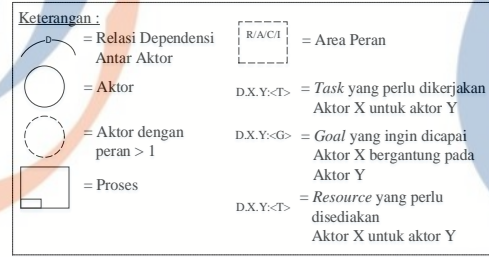 Keterangan :
D
= Relasi Dependensi
Antar Aktor
= Aktor
= Aktor dengan
peran > 1
= Proses
R/A/C/I
= Area Peran
D.X.Y:<T>
= Task yang perlu dikerjakan
Aktor X untuk aktor Y
D.X.Y:<G>
= Goal yang ingin dicapai
Aktor X bergantung pada
Aktor Y
D.X.Y:<T>
= Resource yang perlu
disediakan
Aktor X untuk aktor Y